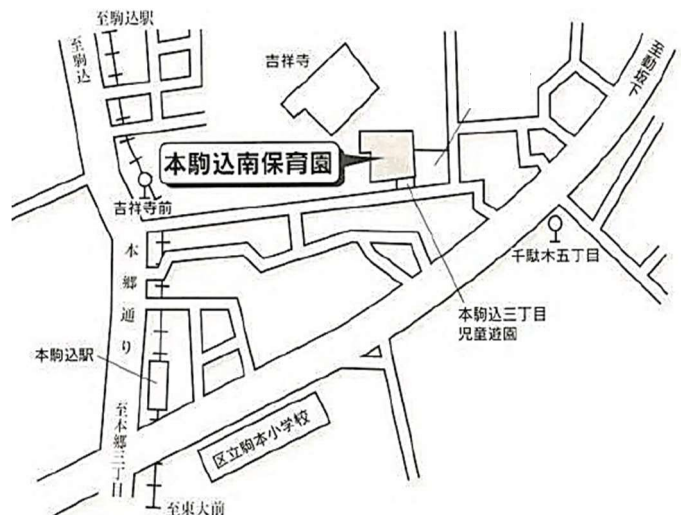 至駒込駅
至駒込
至動坂下
吉祥寺
本駒込南保育園
吉祥寺前
本郷通り
千駄木五丁目
本駒込三丁目
児童遊園
本駒込駅
至本郷三丁目
区立駒本小学校
至東大前